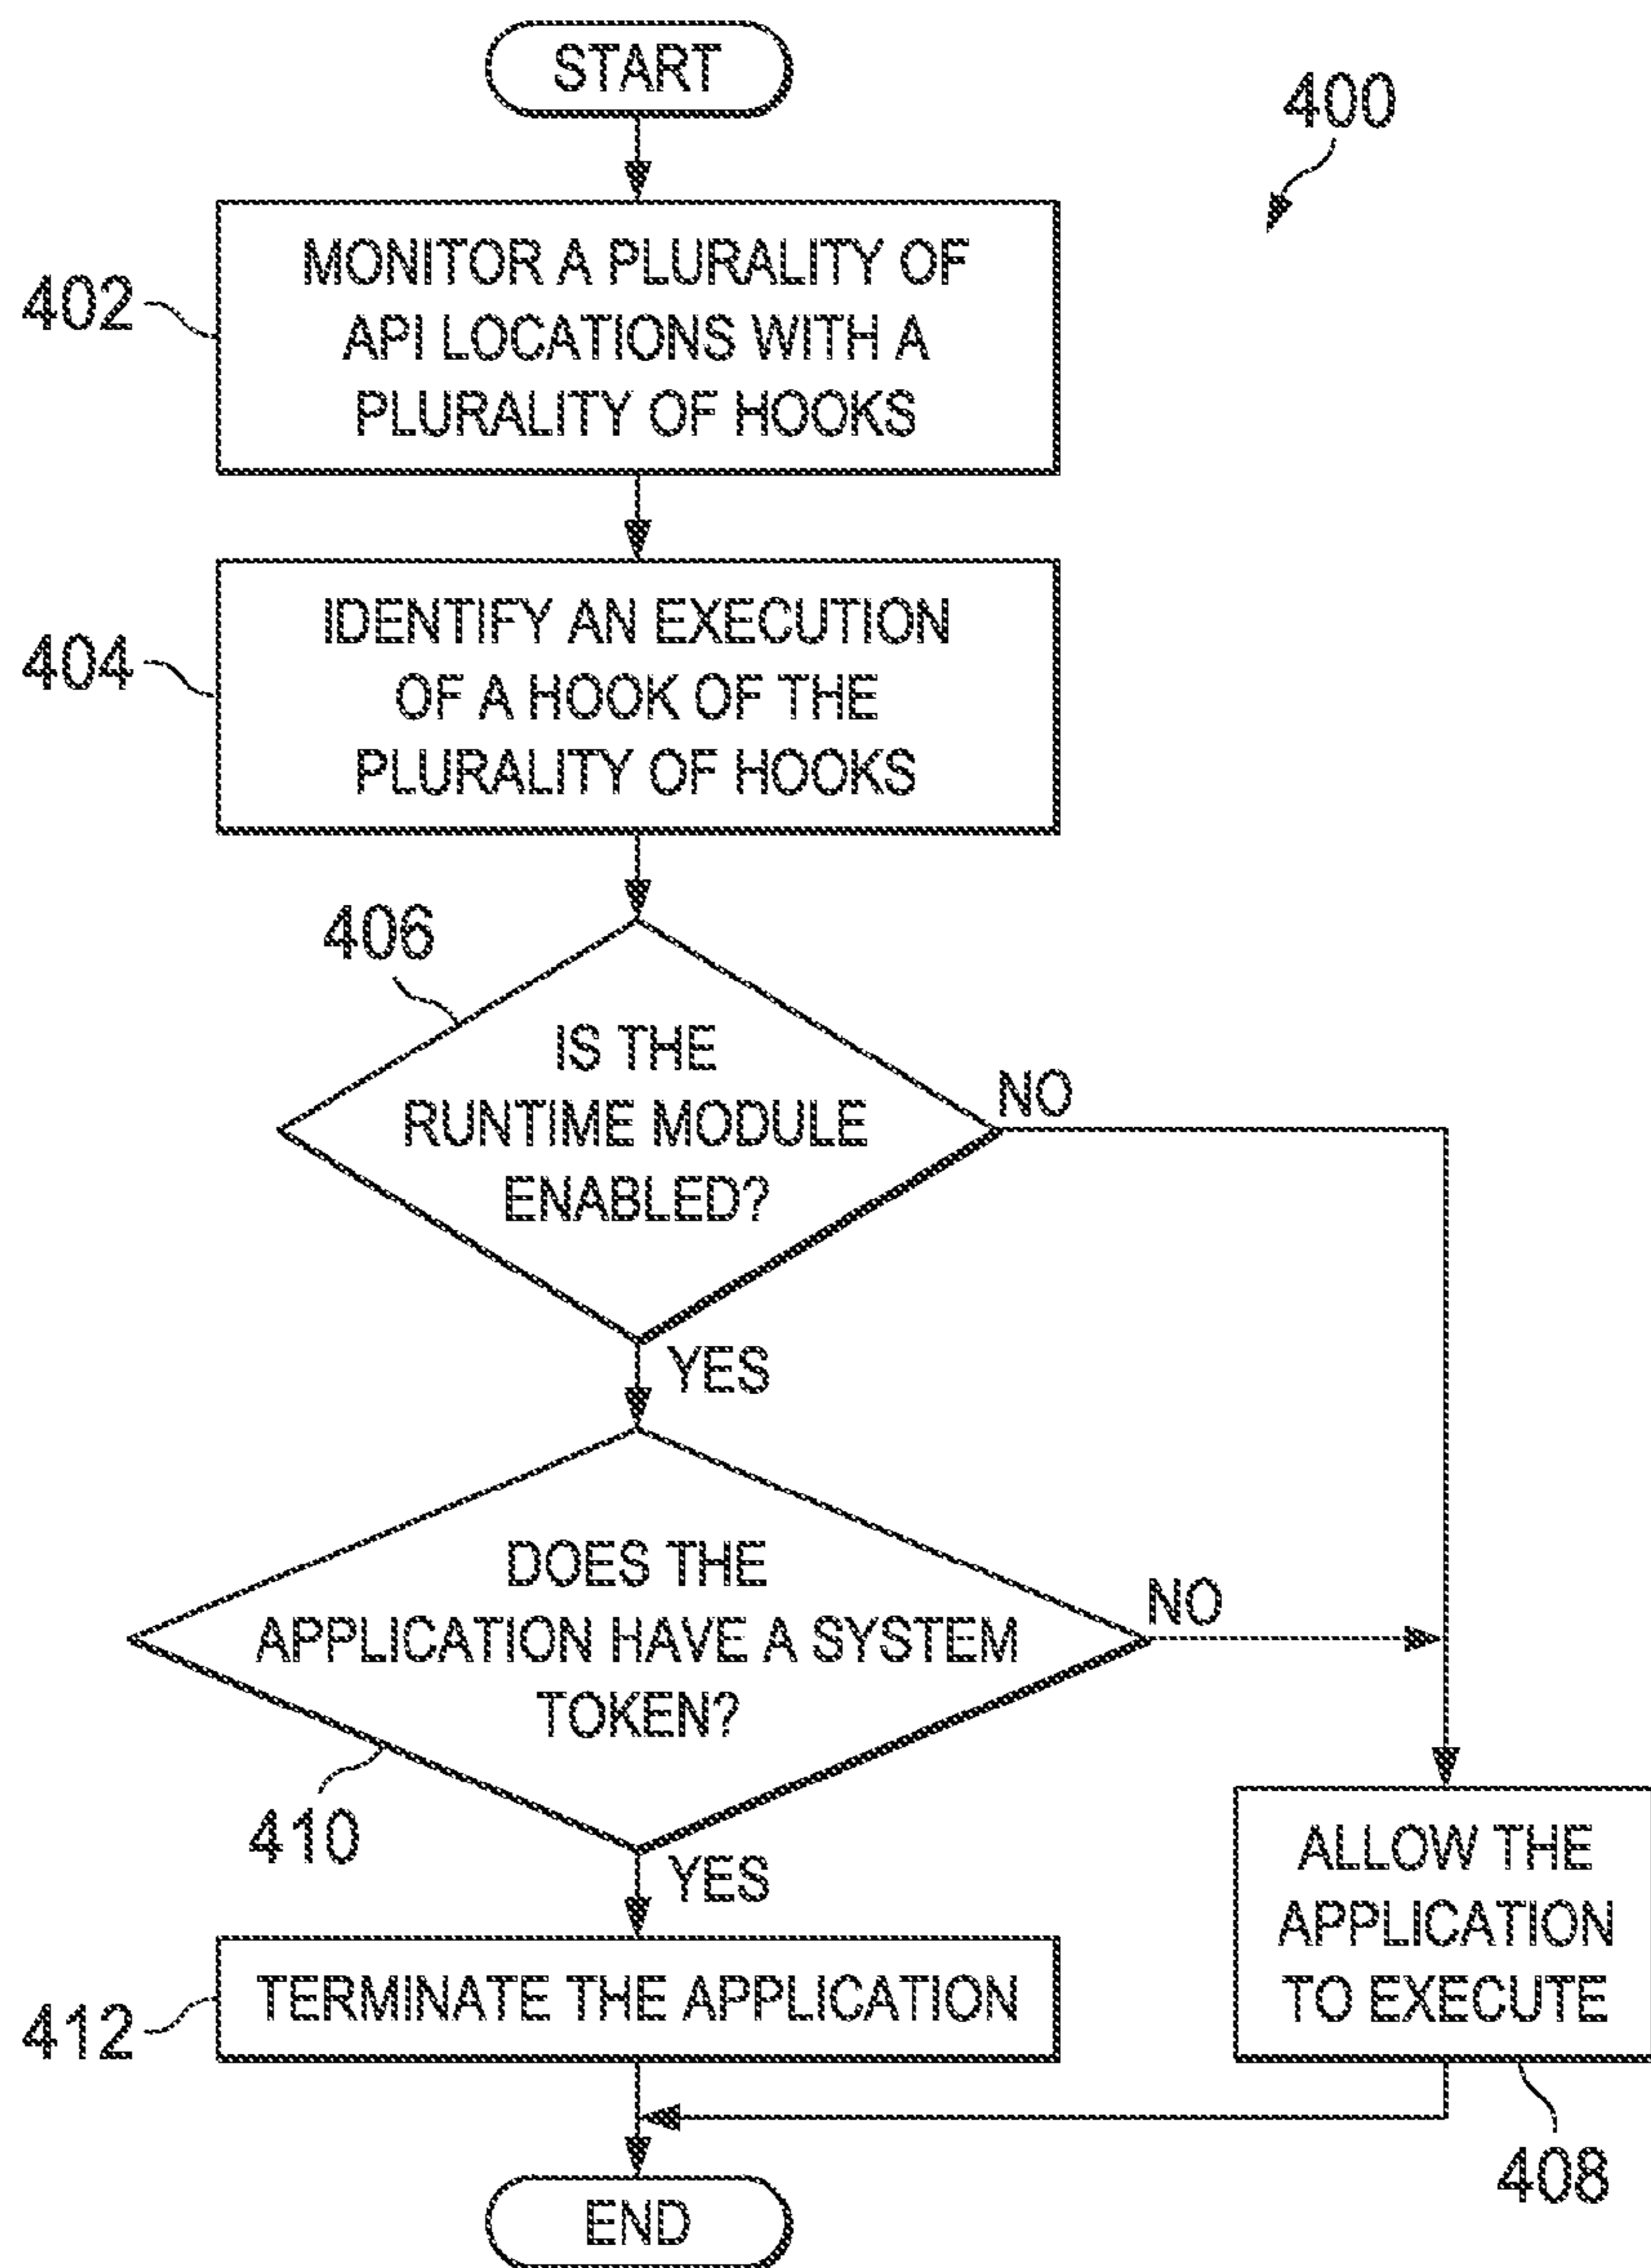 START
400
402
MONITOR A PLURALITY OF
API LOCATIONS WITH A
PLURALITY OF HOOKS
404
IDENTIFY AN EXECUTION
OF A HOOK OF THE
PLURALITY OF HOOKS
406
IS THE
RUNTIME MODULE
ENABLED?
NO
YES
DOES THE
APPLICATION HAVE A SYSTEM
TOKEN?
NO
410
YES
ALLOW THE
APPLICATION
TO EXECUTE
412
TERMINATE THE APPLICATION
408
END